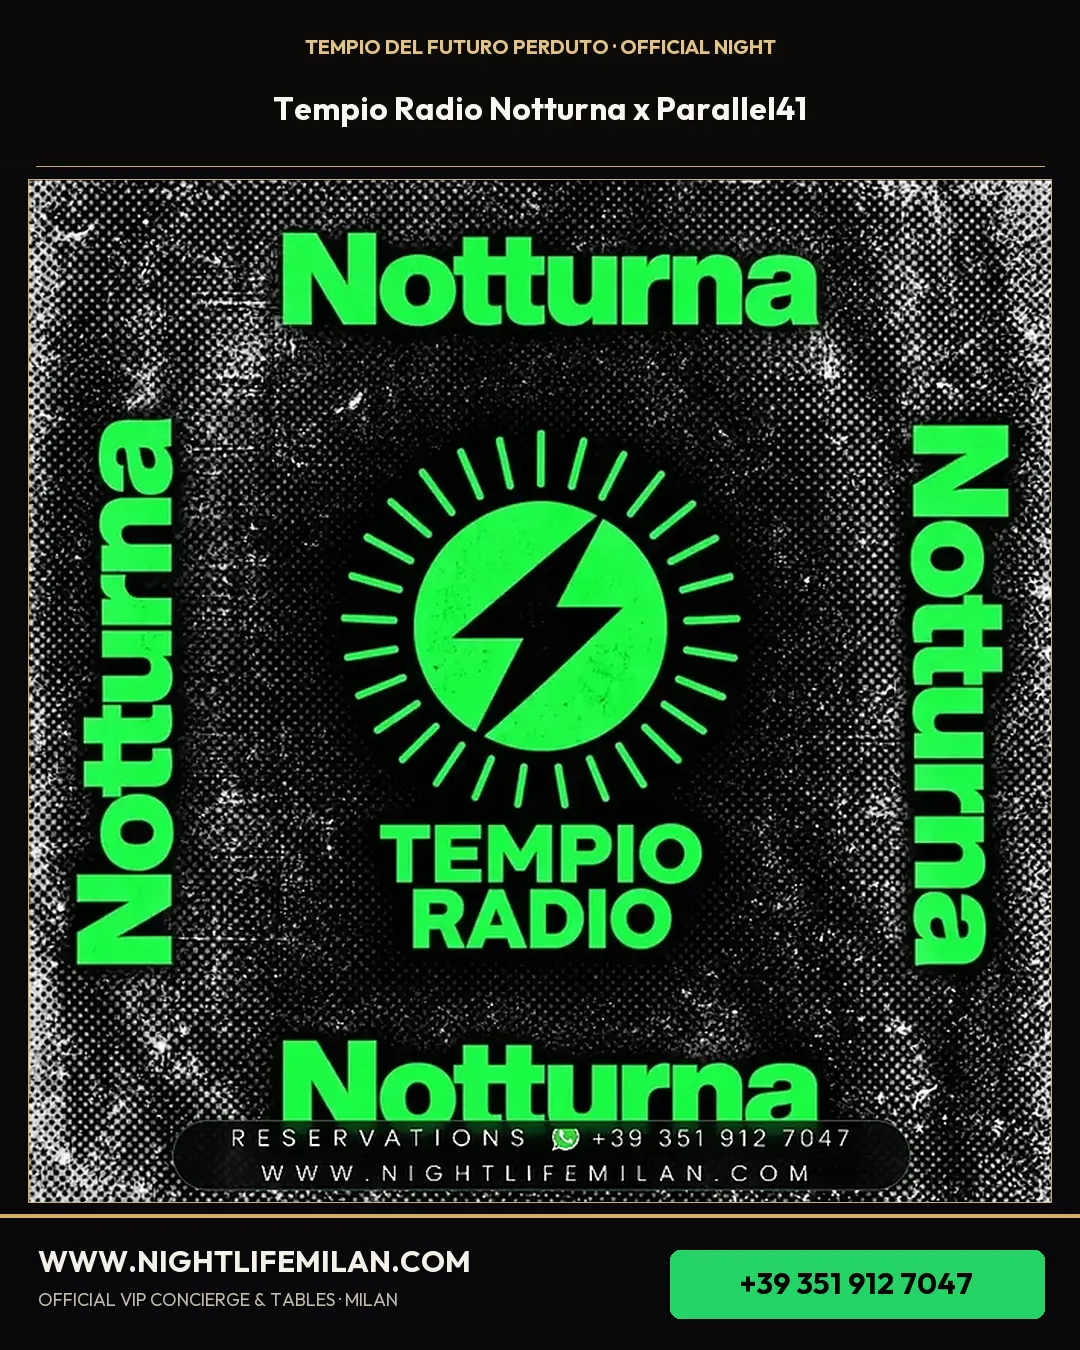 TEMPIO DEL FUTURO PERDUTO · OFFICIAL NIGHT
Tempio Radio Notturna x Parallel41
Notturna
Notturna
Notturna
TEMPIO
RADIO
Notturna
RESERVATIONS +39 351 912 7047
WWW.NIGHTLIFEMILAN.COM
WWW.NIGHTLIFEMILAN.COM
OFFICIAL VIP CONCIERGE & TABLES · MILAN
+39 351 912 7047